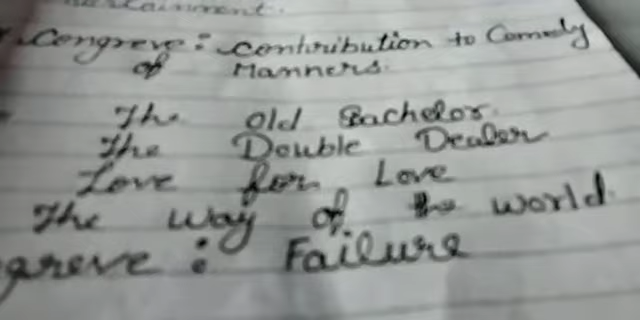 Congreve: Contribution to Comedy
of Manners.
The Old Bachelor.
The Double Dealer
Love for Love
The way of the world.
greve: Failure